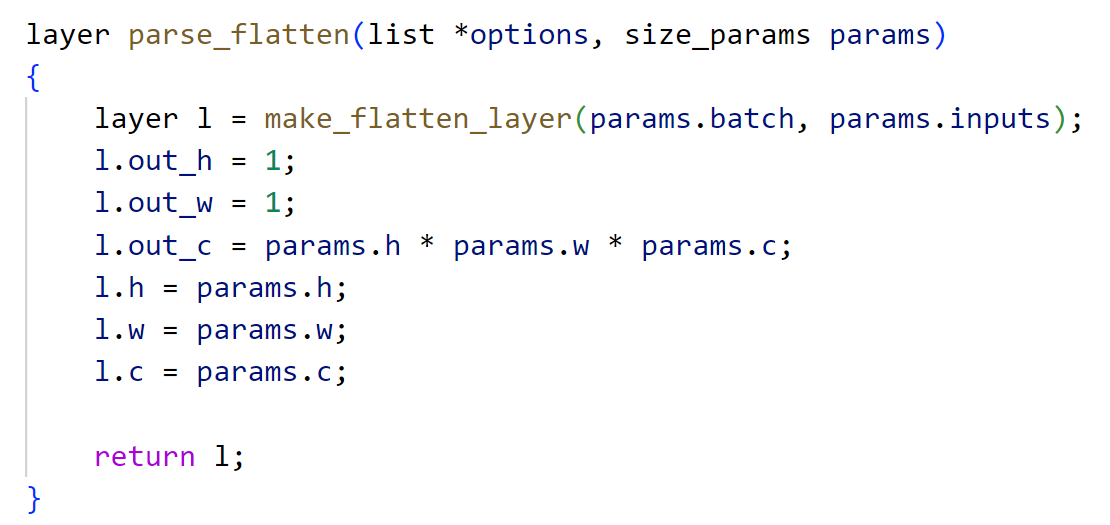 layer parse_flatten(list *options, size_params params)
{
    layer l = make_flatten_layer(params.batch, params.inputs);
    l.out_h = 1;
    l.out_w = 1;
    l.out_c = params.h * params.w * params.c;
    l.h = params.h;
    l.w = params.w;
    l.c = params.c;

    return l;
}